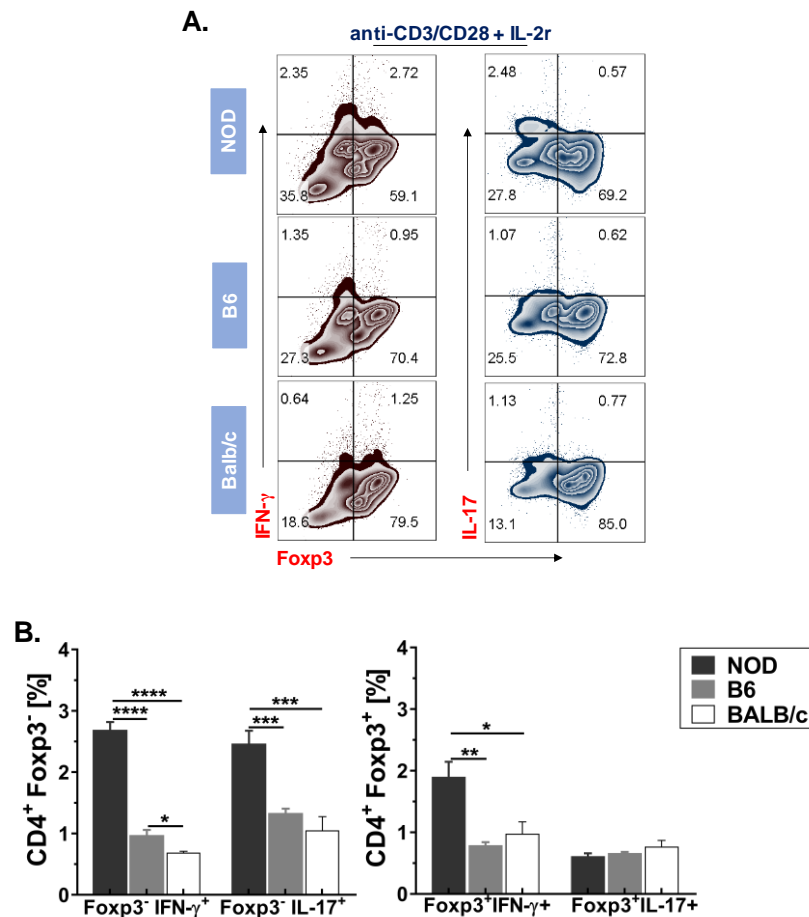 A.
anti-CD3/CD28 + IL-2r
NOD
2.35 2.72
35.8 59.1
2.48 0.57
27.8 69.2
B6
1.35 0.95
27.3 70.4
1.07 0.62
25.5 72.8
Balb/c
0.64 1.25
18.6 79.5
1.13 0.77
13.1 85.0
IFN-γ
IL-17
Foxp3
B.
CD4⁺ Foxp3⁻ [%]
4
3
2
1
0
****
****
*
***
***
Foxp3⁻ IFN-γ⁺ Foxp3⁻ IL-17⁺
CD4⁺ Foxp3⁺ [%]
4
3
2
1
0
*
**
Foxp3⁺IFN-γ+ Foxp3⁺IL-17+
NOD
B6
BALB/c